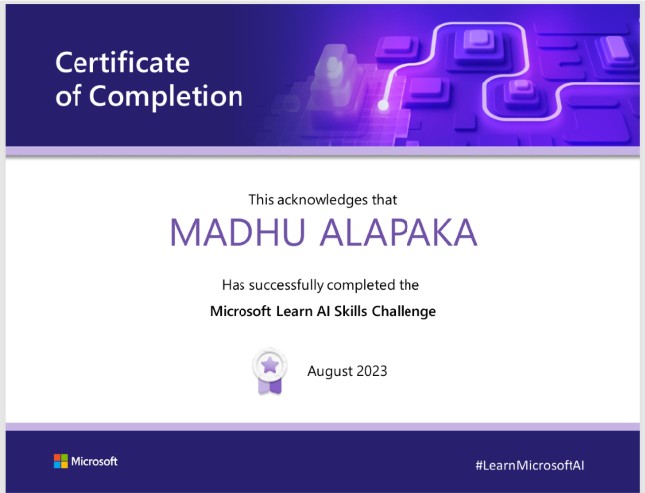 Certificate
of Completion
This acknowledges that
MADHU ALAPAKA
Has successfully completed the
Microsoft Learn AI Skills Challenge
August 2023
Microsoft
#LearnMicrosoftAI